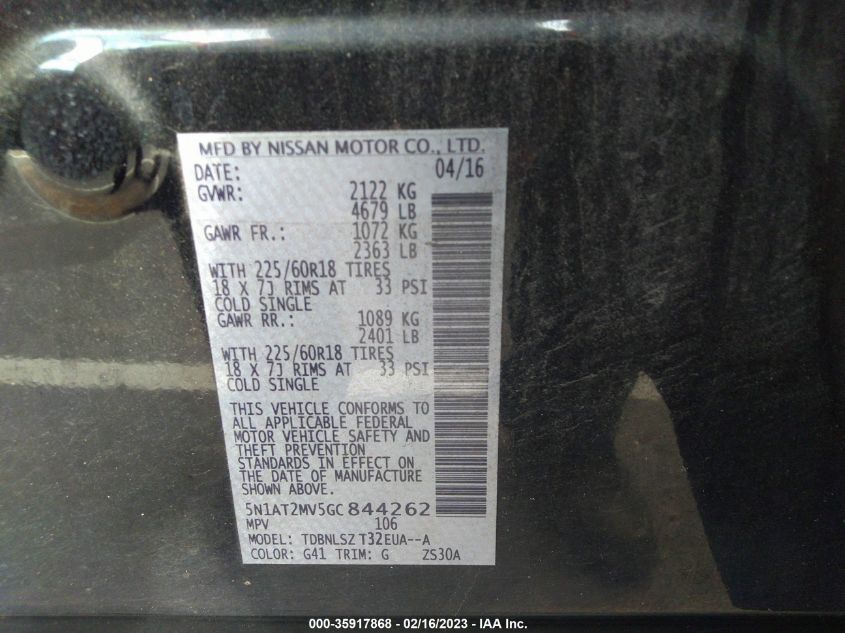 MFD BY NISSAN MOTOR CO., LTD.
DATE: 04/16
GVWR: 2122 KG
4679 LB
GAWR FR.: 1072 KG
2363 LB
WITH 225/60R18 TIRES
18 X 7J RIMS AT 33 PSI
COLD SINGLE
GAWR RR.: 1089 KG
2401 LB
WITH 225/60R18 TIRES
18 X 7J RIMS AT 33 PSI
COLD SINGLE
THIS VEHICLE CONFORMS TO
ALL APPLICABLE FEDERAL
MOTOR VEHICLE SAFETY AND
THEFT PREVENTION
STANDARDS IN EFFECT ON
THE DATE OF MANUFACTURE
SHOWN ABOVE.
5N1AT2MV5GC844262
MPV 106
MODEL: TDBNLSZ T32EUA--A
COLOR: G41 TRIM: G ZS30A
000-35917868 - 02/16/2023 - IAA Inc.